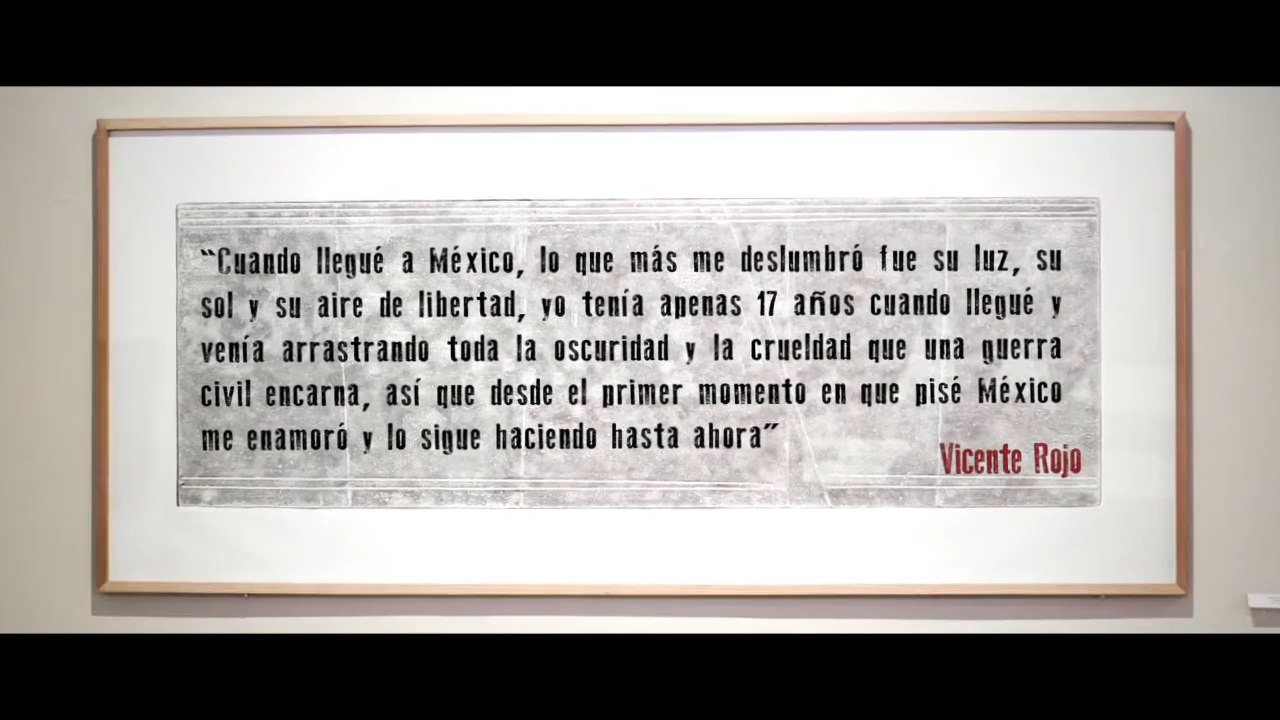 “Cuando llegué a México, lo que más me deslumbró fue su luz, su
sol y su aire de libertad, yo tenía apenas 17 años cuando llegué y
venía arrastrando toda la oscuridad y la crueldad que una guerra
civil encarna, así que desde el primer momento en que pisé México
me enamoró y lo sigue haciendo hasta ahora”
Vicente Rojo